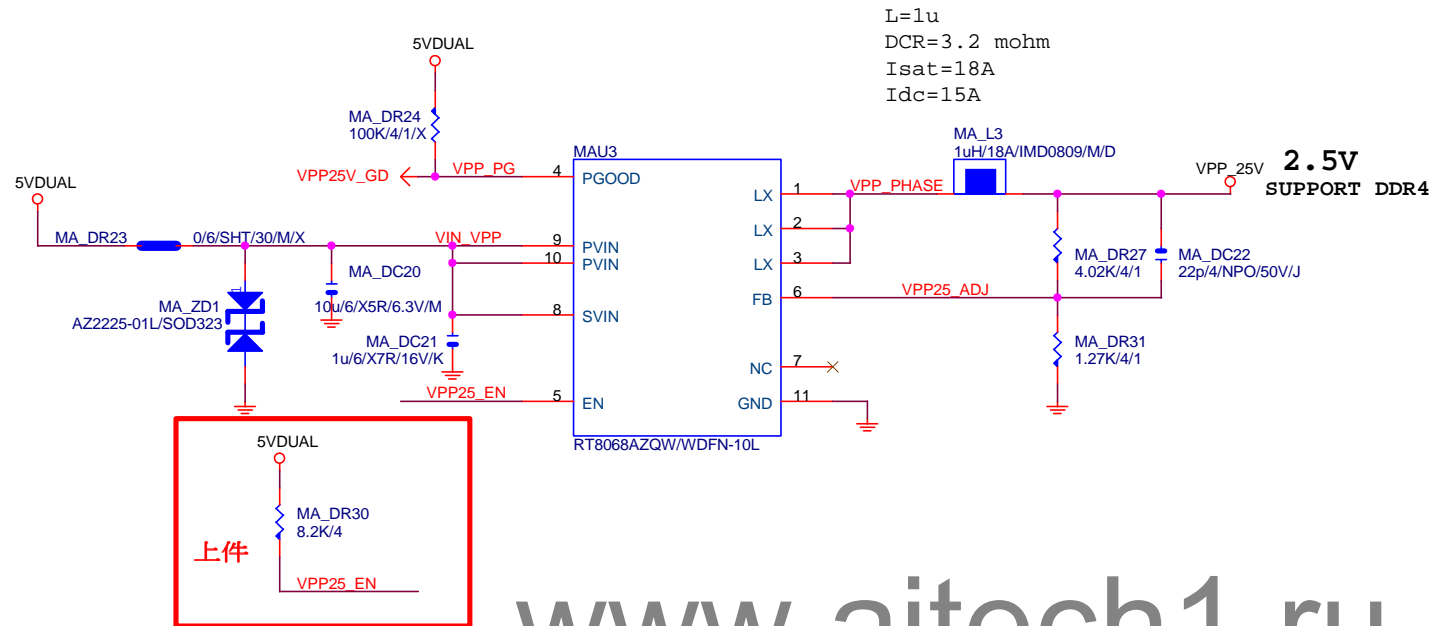 L=1u
DCR=3.2 mohm
Isat=18A
Idc=15A
5VDUAL
MA_DR24
100K/4/1/X
VPP25V_GD
VPP_PG
4
PGOOD
MAU3
5VDUAL
MA_DR23
0/6/SHT/30/M/X
VIN_VPP
9
PVIN
10
PVIN
MA_DC20
10u/6/X5R/6.3V/M
8
SVIN
MA_ZD1
AZ2225-01L/SOD323
1
MA_DC21
1u/6/X7R/16V/K
VPP25_EN
5
EN
LX
1
VPP_PHASE
LX
2
LX
3
FB
6
VPP25_ADJ
NC
7
GND
11
RT8068AZQW/WDFN-10L
MA_L3
1uH/18A/IMD0809/M/D
VPP_25V
2.5V
SUPPORT DDR4
MA_DR27
4.02K/4/1
MA_DC22
22p/4/NPO/50V/J
MA_DR31
1.27K/4/1
5VDUAL
MA_DR30
8.2K/4
上件
VPP25_EN
www.aitech1.ru